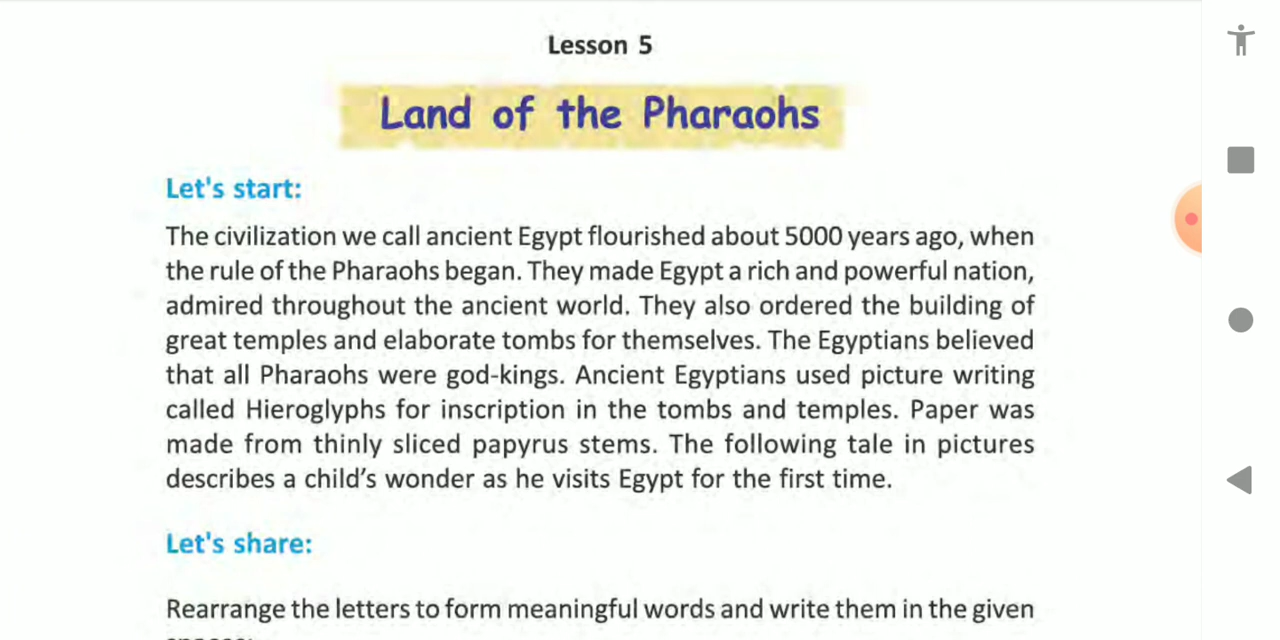 Lesson 5
Land of the Pharaohs
Let's start:
The civilization we call ancient Egypt flourished about 5000 years ago, when
the rule of the Pharaohs began. They made Egypt a rich and powerful nation,
admired throughout the ancient world. They also ordered the building of
great temples and elaborate tombs for themselves. The Egyptians believed
that all Pharaohs were god-kings. Ancient Egyptians used picture writing
called Hieroglyphs for inscription in the tombs and temples. Paper was
made from thinly sliced papyrus stems. The following tale in pictures
describes a child’s wonder as he visits Egypt for the first time.
Let's share:
Rearrange the letters to form meaningful words and write them in the given